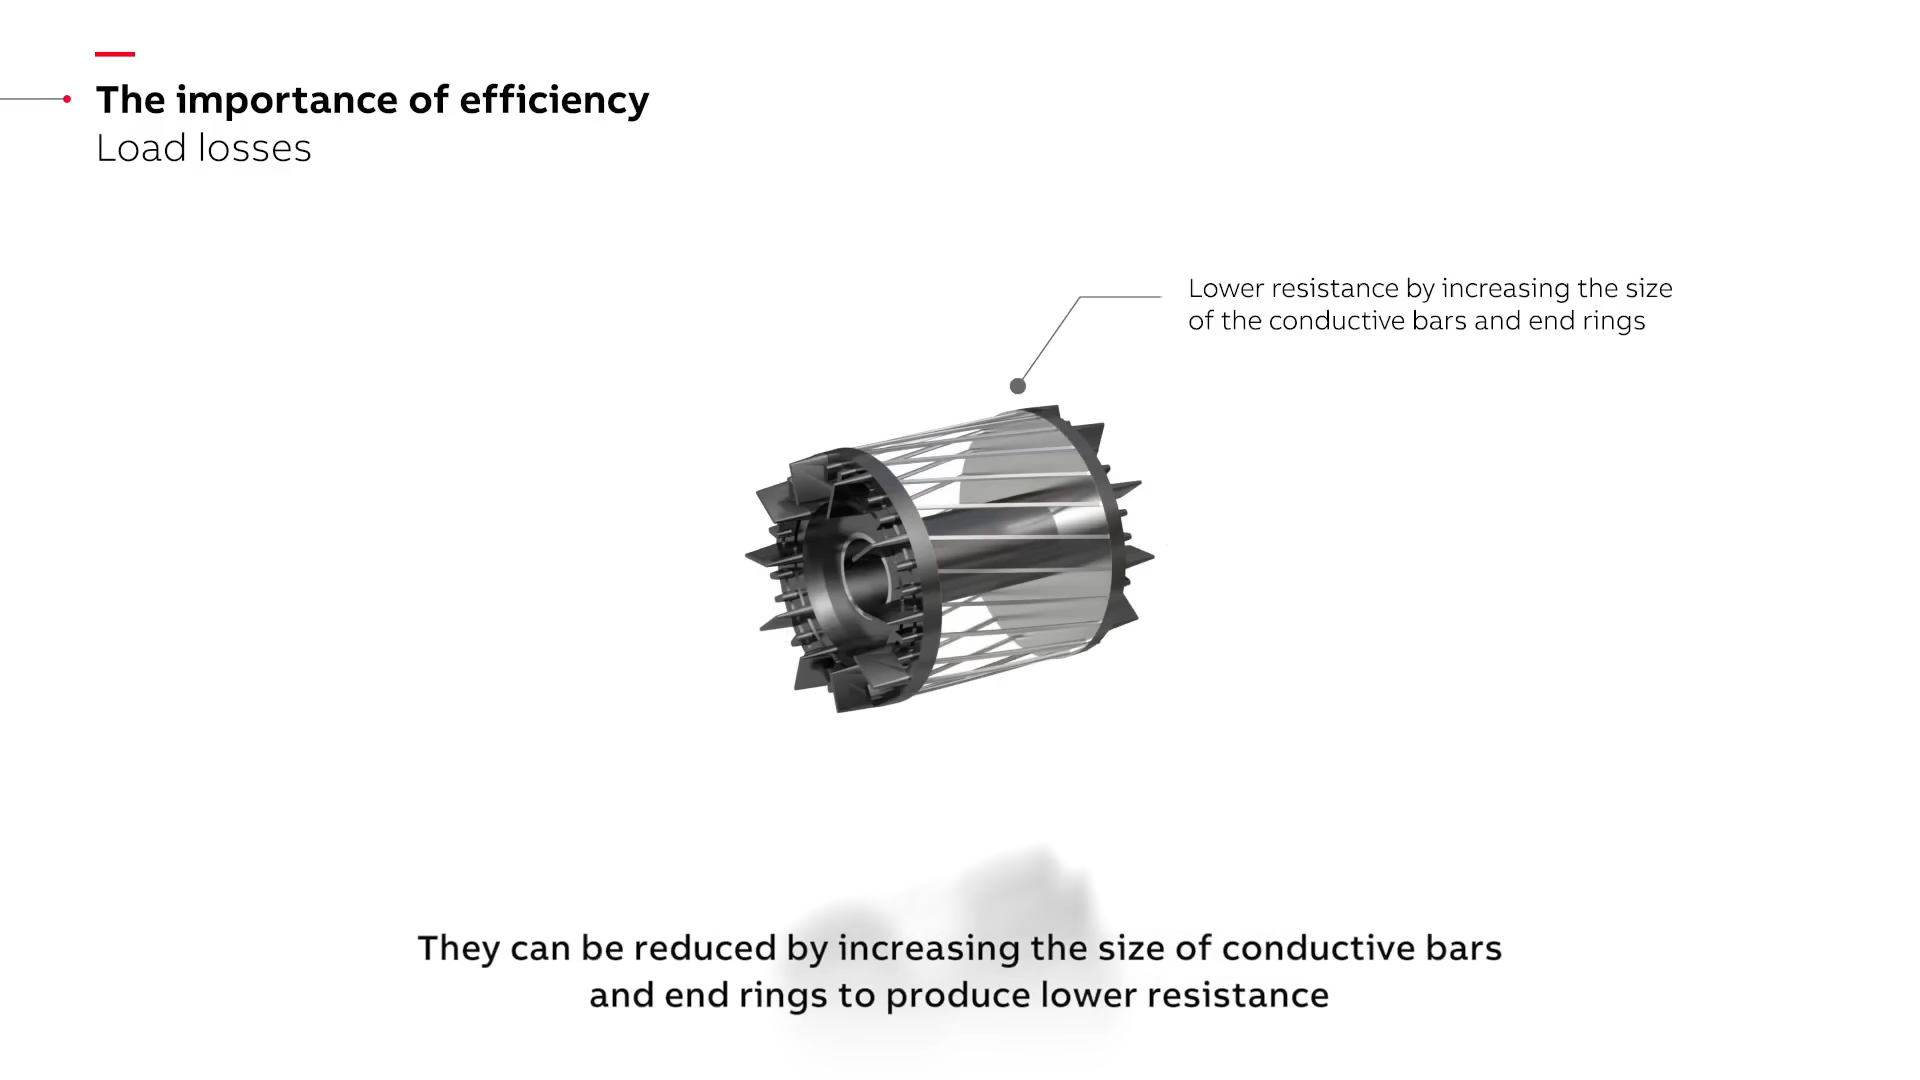 The importance of efficiency
Load losses
Lower resistance by increasing the size
of the conductive bars and end rings
They can be reduced by increasing the size of conductive bars
and end rings to produce lower resistance